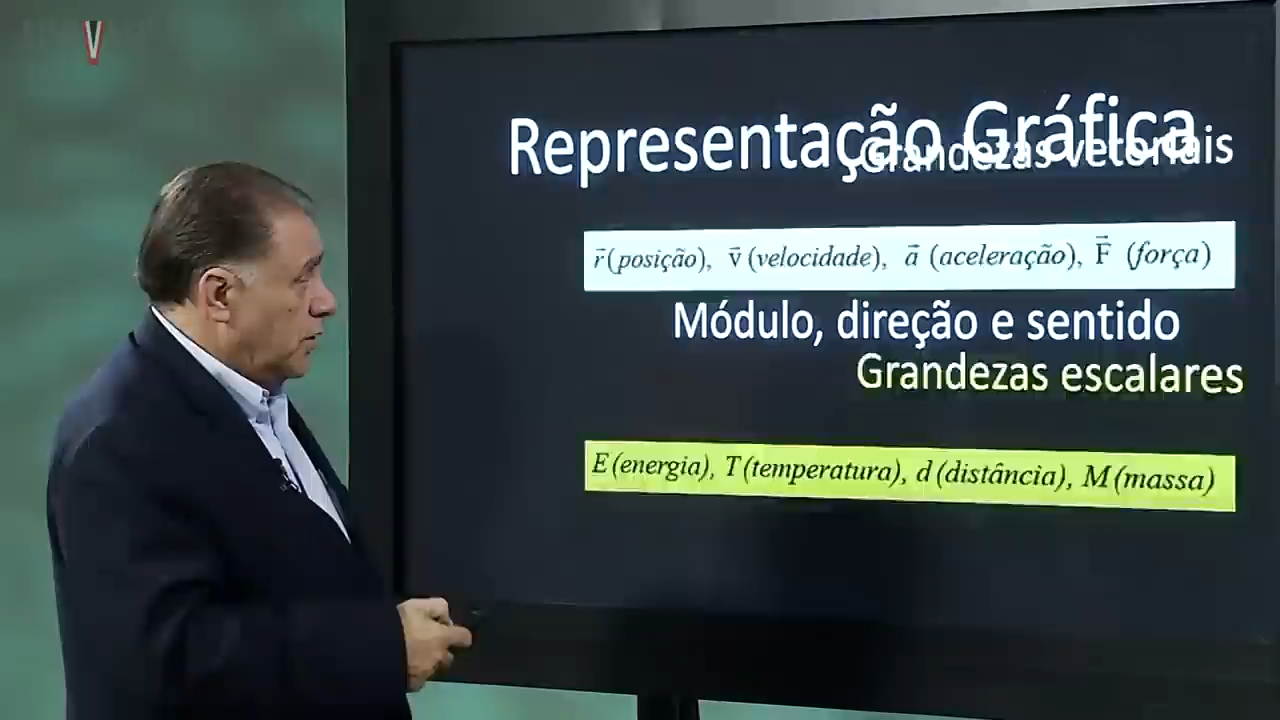 V
Representação Gráfica
Grandezas vetoriais
r⃗ (posição), v⃗ (velocidade), a⃗ (aceleração), F⃗ (força)
Módulo, direção e sentido
Grandezas escalares
E (energia), T (temperatura), d (distância), M (massa)